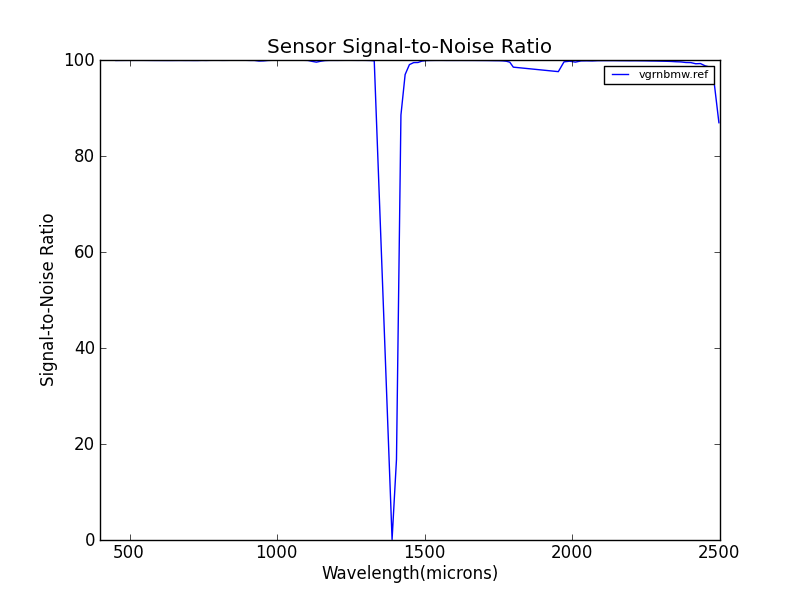 Sensor Signal-to-Noise Ratio
100
80
60
40
20
0
Signal-to-Noise Ratio
vgrnbmw.ref
500
1000
1500
2000
2500
Wavelength(microns)